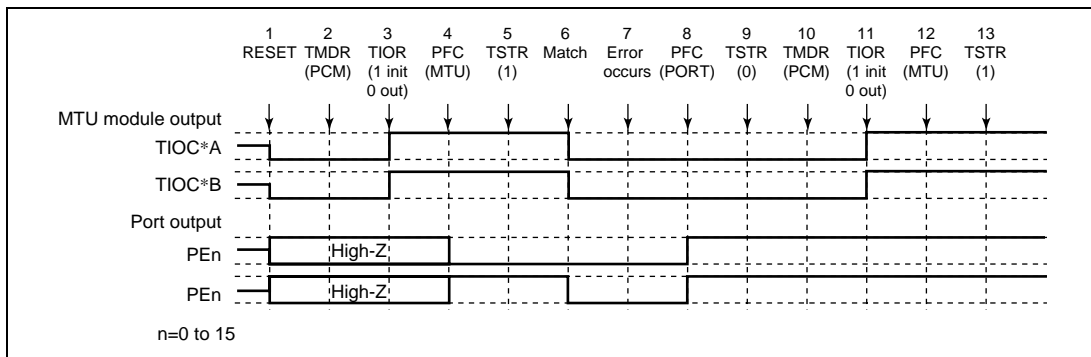 1 2 3 4 5 6 7 8 9 10 11 12 13
RESET TMDR TIOR PFC TSTR Match Error PFC TSTR TMDR TIOR PFC TSTR
(PCM) (1 init (MTU) (1) occurs (PORT) (0) (PCM) (1 init (MTU) (1)
0 out) 0 out)
MTU module output
TIOC*A
TIOC*B
Port output
PEn High-Z
PEn High-Z
n=0 to 15